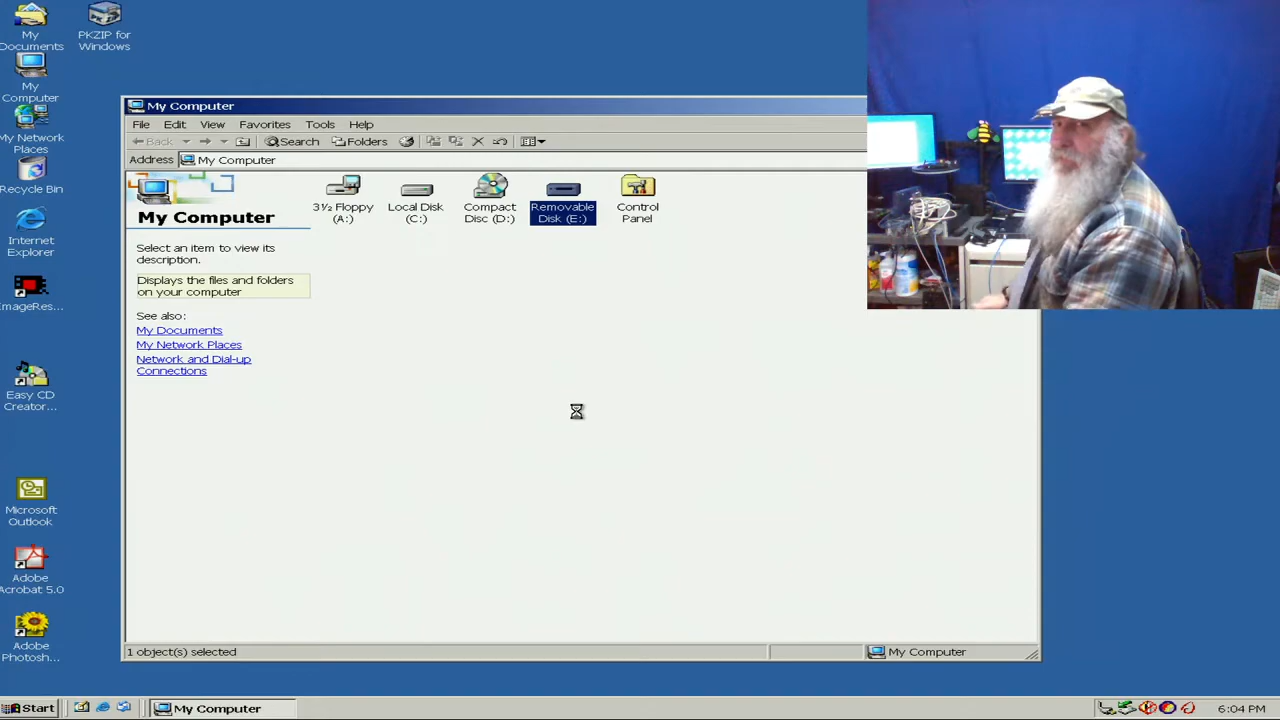 My
Documents
PKZIP for
Windows
My
Computer
My Network
Places
Recycle Bin
Internet
Explorer
ImageRes...
Easy CD
Creator...
Microsoft
Outlook
Adobe
Acrobat 5.0
Adobe
Photosh...
My Computer
File Edit View Favorites Tools Help
Back Search Folders
Address My Computer
3½ Floppy
(A:)
Local Disk
(C:)
Compact
Disc (D:)
Removable
Disk (E:)
Control
Panel
My Computer
Select an item to view its
description.
Displays the files and folders
on your computer
See also:
My Documents
My Network Places
Network and Dial-up
Connections
1 object(s) selected
My Computer
Start
My Computer
6:04 PM